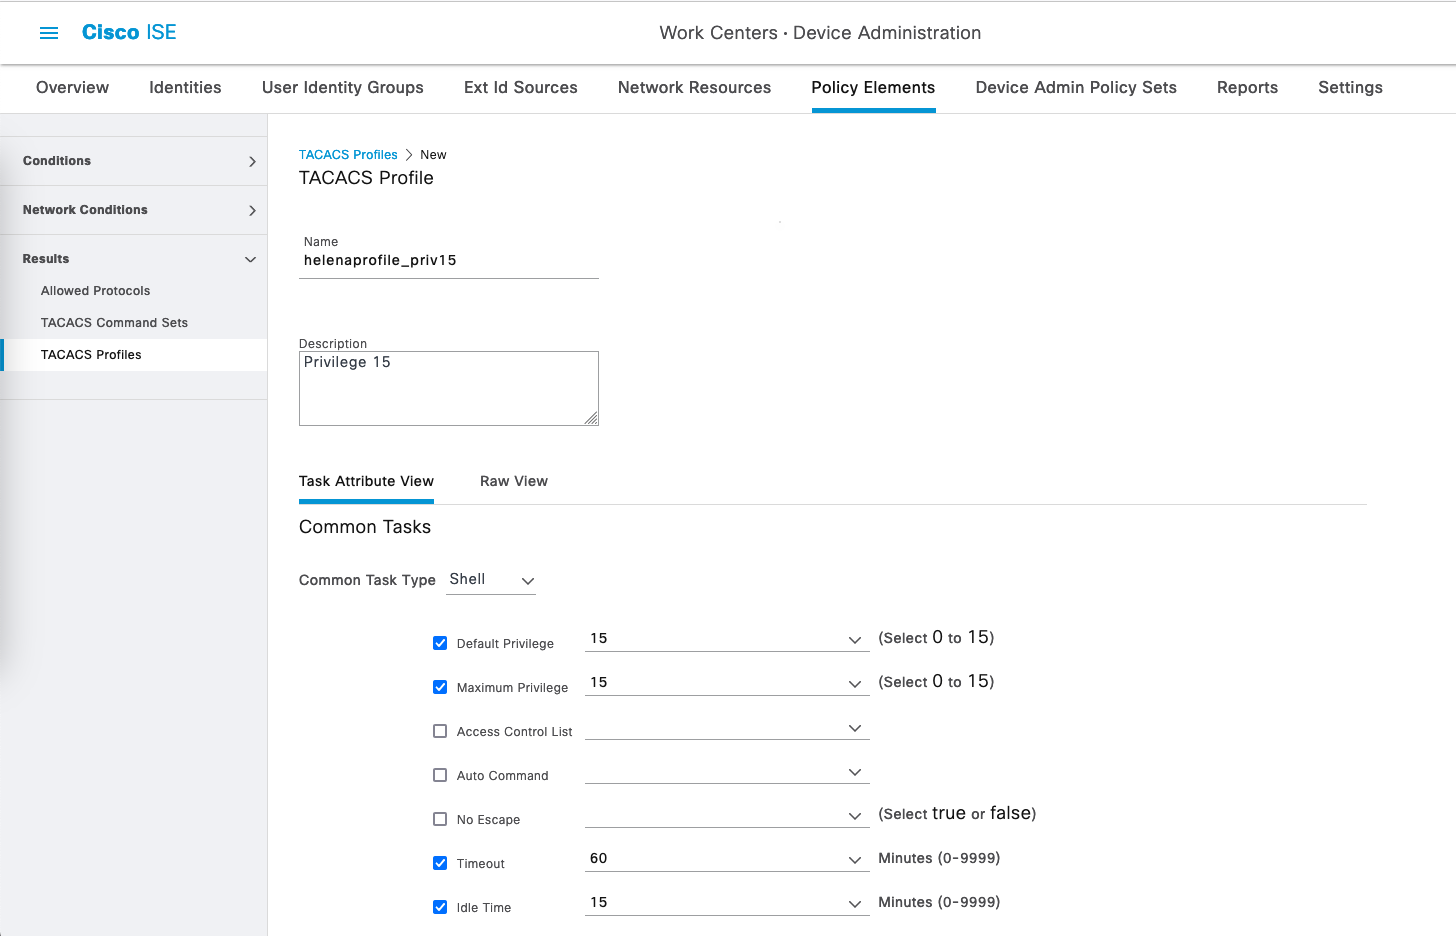 Cisco ISE
Work Centers · Device Administration
Overview
Identities
User Identity Groups
Ext Id Sources
Network Resources
Policy Elements
Device Admin Policy Sets
Reports
Settings
Conditions
Network Conditions
Results
Allowed Protocols
TACACS Command Sets
TACACS Profiles
TACACS Profiles > New
TACACS Profile
Name
helenaprofile_priv15
Description
Privilege 15
Task Attribute View
Raw View
Common Tasks
Common Task Type Shell
Default Privilege 15 (Select 0 to 15)
Maximum Privilege 15 (Select 0 to 15)
Access Control List
Auto Command
No Escape (Select true or false)
Timeout 60 Minutes (0-9999)
Idle Time 15 Minutes (0-9999)